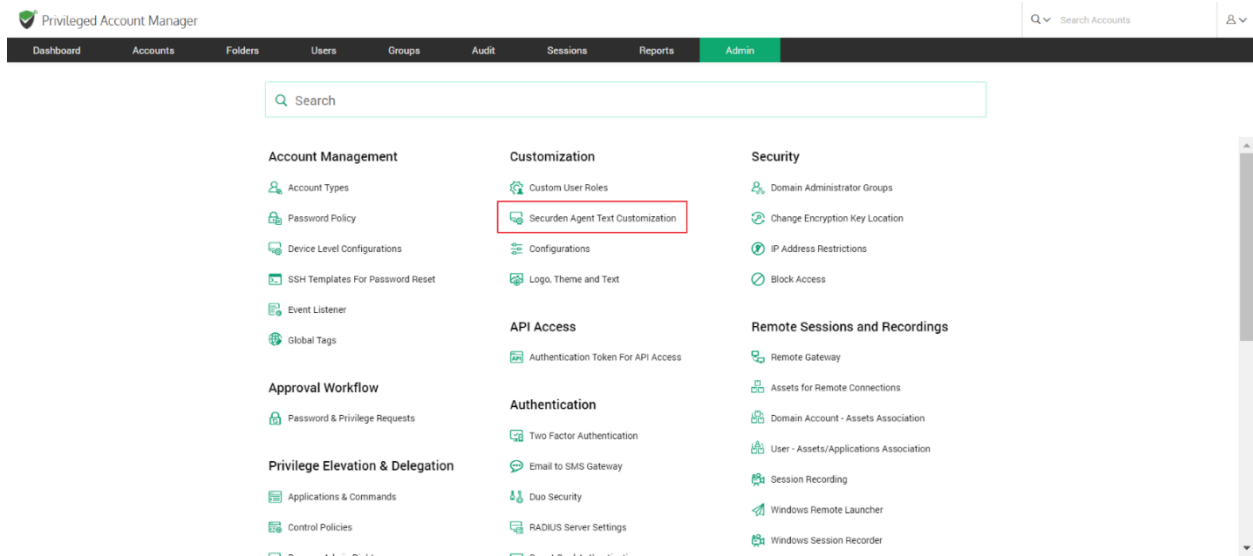 Privileged Account Manager
Search Accounts
Dashboard Accounts Folders Users Groups Audit Sessions Reports Admin
Search
Account Management
Account Types
Password Policy
Device Level Configurations
SSH Templates For Password Reset
Event Listener
Global Tags
Approval Workflow
Password & Privilege Requests
Privilege Elevation & Delegation
Applications & Commands
Control Policies
Customization
Custom User Roles
Securden Agent Text Customization
Configurations
Logo, Theme and Text
API Access
API
Authentication Token For API Access
Authentication
Two Factor Authentication
Email to SMS Gateway
Duo Security
RADIUS Server Settings
Security
Domain Administrator Groups
Change Encryption Key Location
IP Address Restrictions
Block Access
Remote Sessions and Recordings
Remote Gateway
Assets for Remote Connections
Domain Account - Assets Association
User - Assets/Applications Association
Session Recording
Windows Remote Launcher
Windows Session Recorder